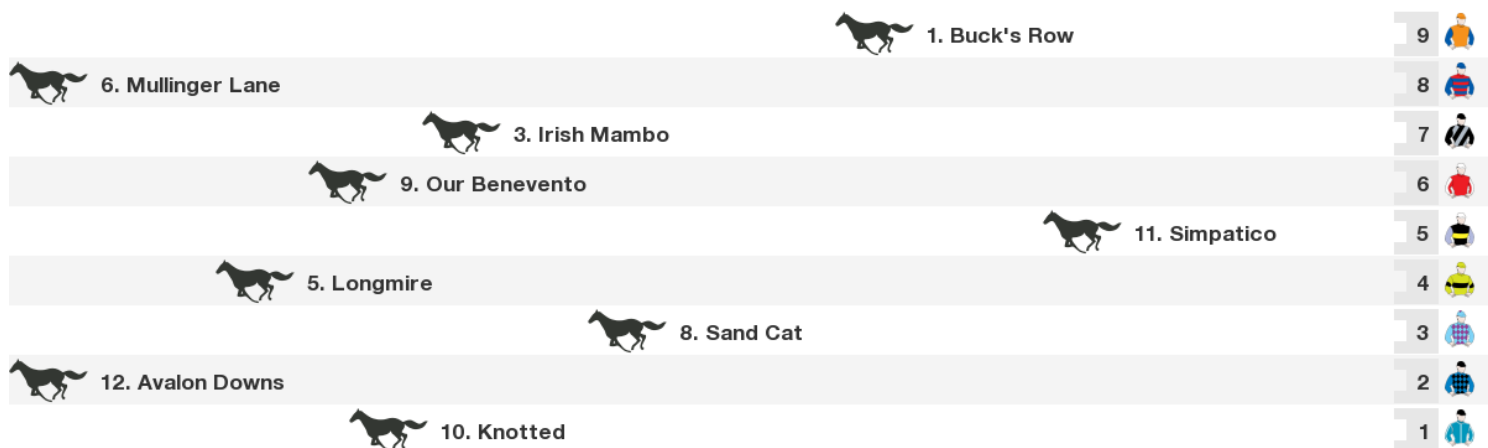 1. Buck's Row 9
6. Mullinger Lane 8
3. Irish Mambo 7
9. Our Benevento 6
11. Simpatico 5
5. Longmire 4
8. Sand Cat 3
12. Avalon Downs 2
10. Knotted 1